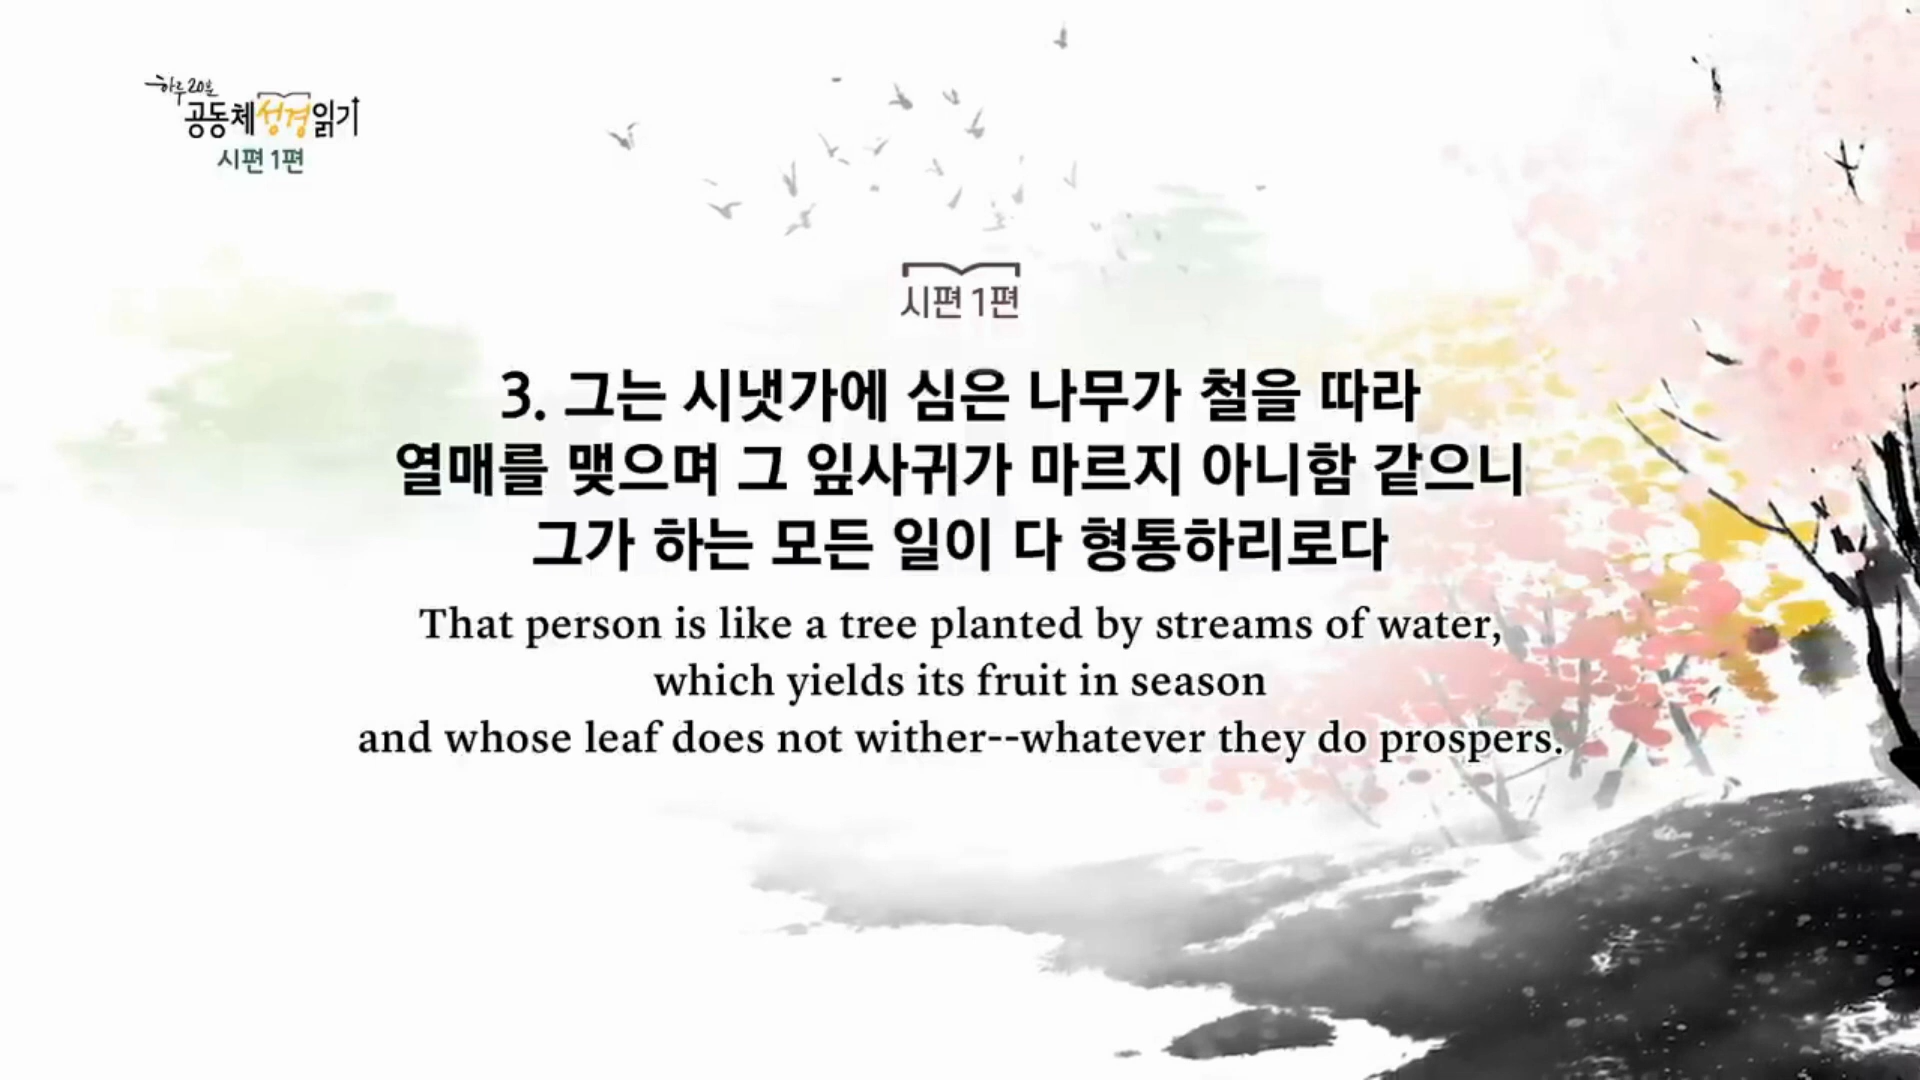 하루 20분
공동체성경읽기
시편 1편
시편 1편
3. 그는 시냇가에 심은 나무가 철을 따라
열매를 맺으며 그 잎사귀가 마르지 아니함 같으니
그가 하는 모든 일이 다 형통하리로다
That person is like a tree planted by streams of water,
which yields its fruit in season
and whose leaf does not wither--whatever they do prospers.